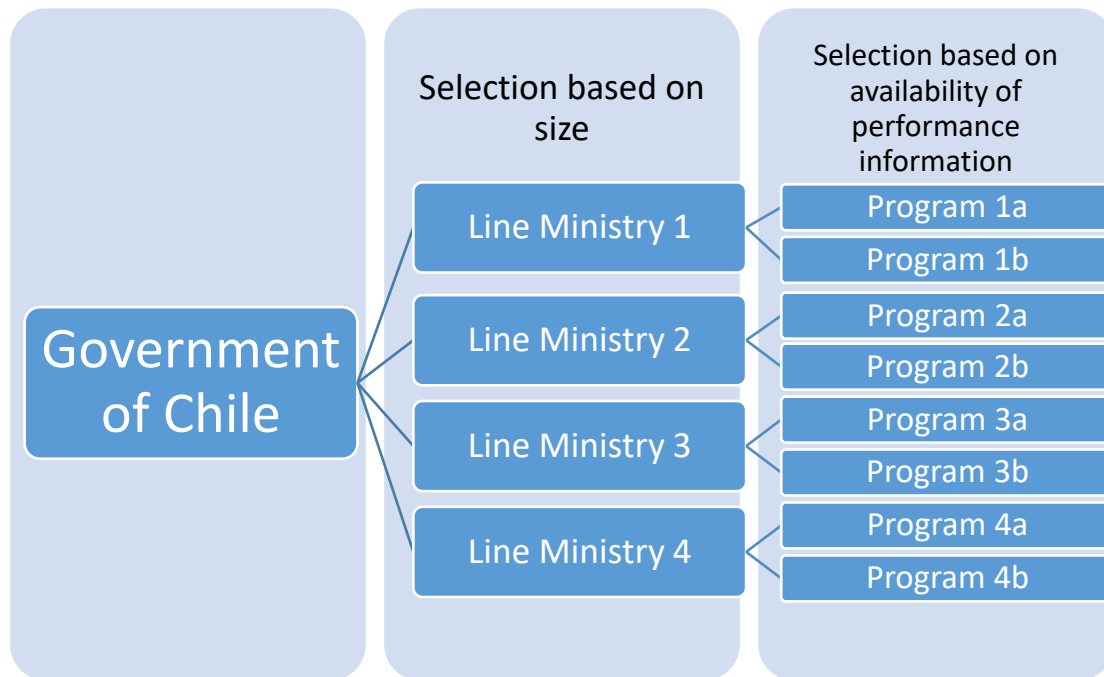 Government
of Chile
Selection based on
size
Line Ministry 1
Line Ministry 2
Line Ministry 3
Line Ministry 4
Selection based on
availability of
performance
information
Program 1a
Program 1b
Program 2a
Program 2b
Program 3a
Program 3b
Program 4a
Program 4b